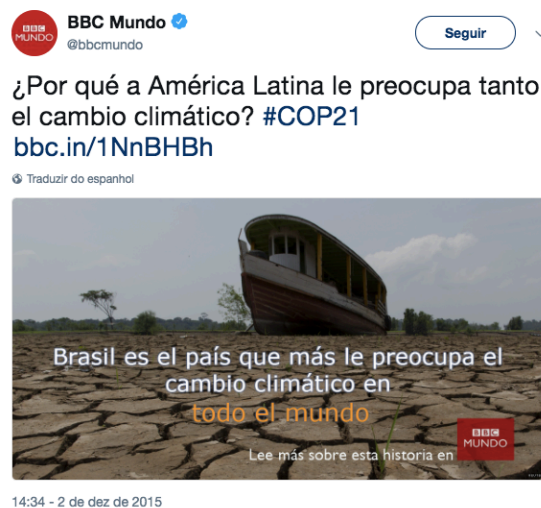 BBC
MUNDO
BBC Mundo
@bbcmundo
Seguir
¿Por qué a América Latina le preocupa tanto
el cambio climático? #COP21
bbc.in/1NnBHBh
Traduzir do espanhol
Brasil es el país que más le preocupa el
cambio climático en
todo el mundo
Lee más sobre esta historia en
BBC
MUNDO
14:34 - 2 de dez de 2015